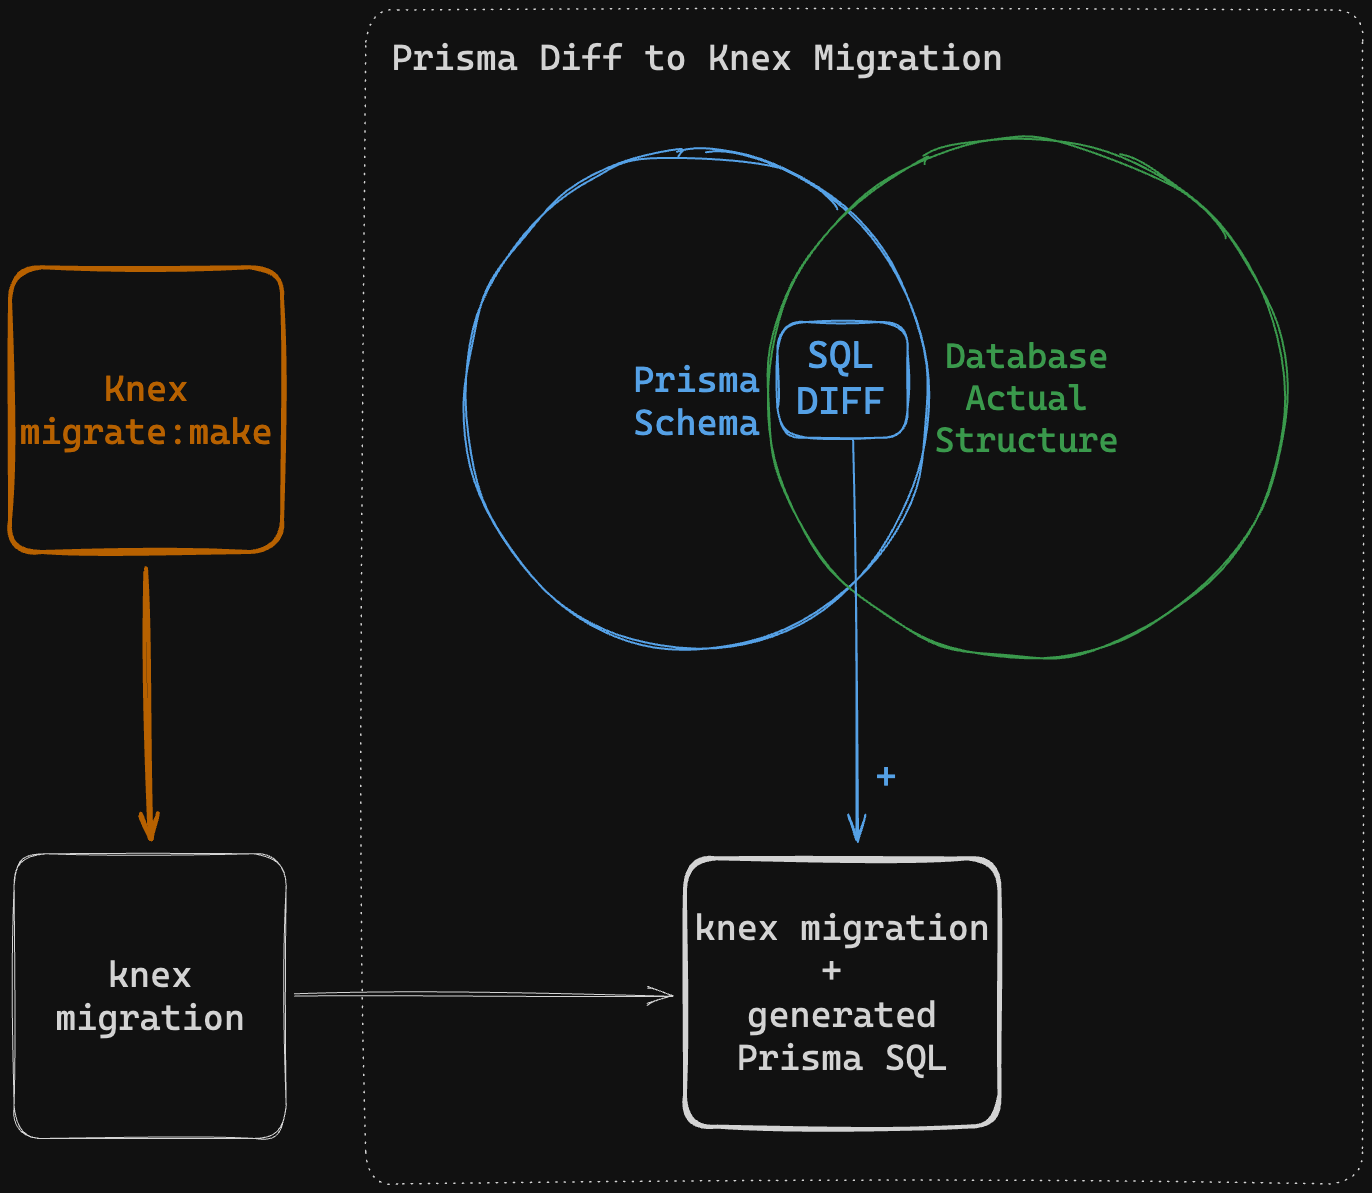 Prisma Diff to Knex Migration
Knex
migrate:make
Prisma
Schema
SQL
DIFF
Database
Actual
Structure
+
knex
migration
knex migration
+
generated
Prisma SQL